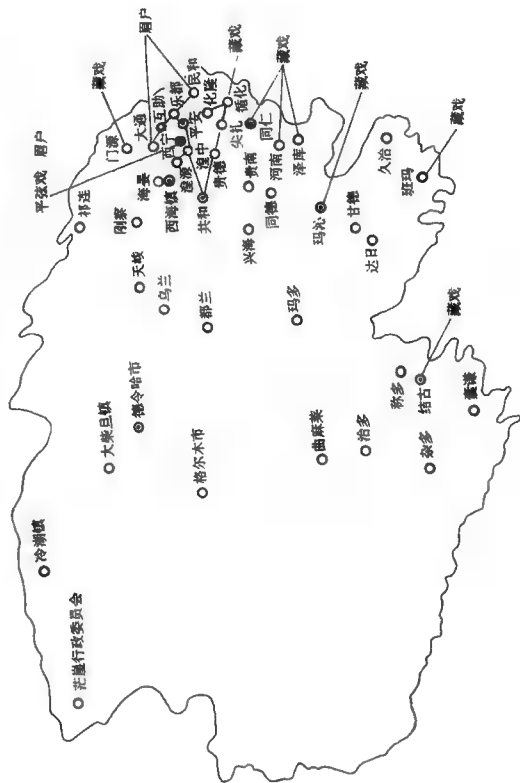 冷湖镇
茫崖行政委员会
祁连
平弦戏 眉户
藏戏
眉户
大柴旦镇
门源
刚察
大通
德令哈市
天峻
海晏
互助
乌兰
西海镇
西宁
乐都
湟源
平安
民和
格尔木市
都兰
共和
湟中
化隆
贵德
循化
藏戏
兴海
贵南
尖扎
同仁
同德
河南
藏戏
玛多
泽库
曲麻莱
玛沁
藏戏
治多
甘德
达日
久治
称多
杂多
结古
班玛
藏戏
藏戏
囊谦